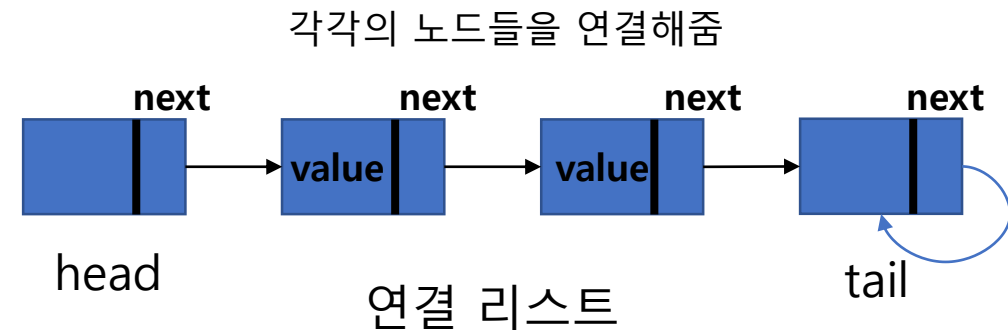 각각의 노드들을 연결해줌
next next next next
value value
head tail
연결 리스트